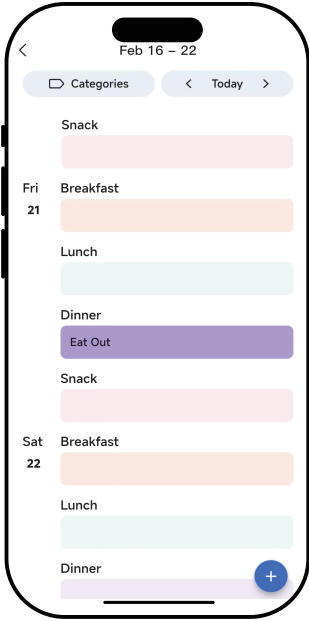 Feb 16 – 22
Categories
Today
Snack
Fri
Breakfast
21
Lunch
Dinner
Eat Out
Snack
Sat
Breakfast
22
Lunch
Dinner